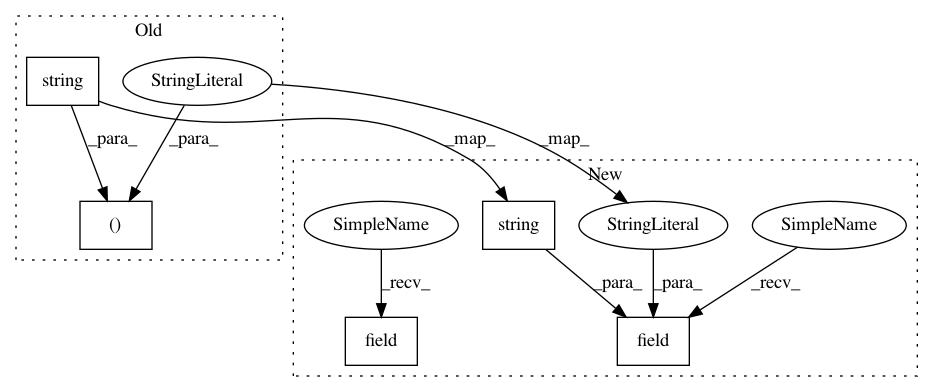 Old
string
StringLiteral
_para_
_para_
_map_
_map_
()
New
SimpleName
string
StringLiteral
SimpleName
_recv_
_para_
_para_
_recv_
field
field